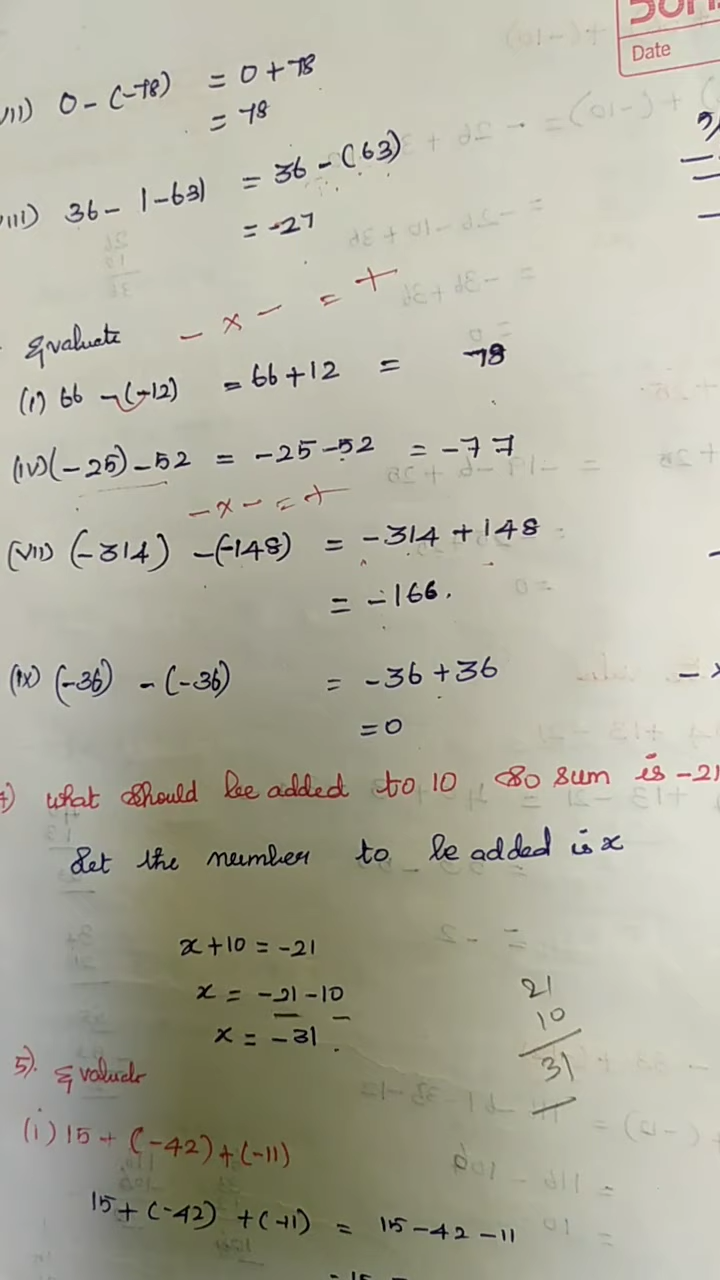 Date
VII) 0 - (-78) = 0 + 78
= 78
VIII) 36 - |-63| = 36 - (63)
= -27
Evaluate - x - = +
(i) 66 - (-12) = 66 + 12 = 78
(iv) (-25) - 52 = -25 - 52 = -77
- x - = +
(vii) (-314) - (-148) = -314 + 148
= -166.
(ix) (-36) - (-36) = -36 + 36
= 0
what should be added to 10 so sum is -21
Let the number to be added is x
x + 10 = -21
x = -21 - 10
x = -31.
21
10
31
5). Evaluate
(i) 15 + (-42) + (-11)
15 + (-42) + (-11) = 15 - 42 - 11